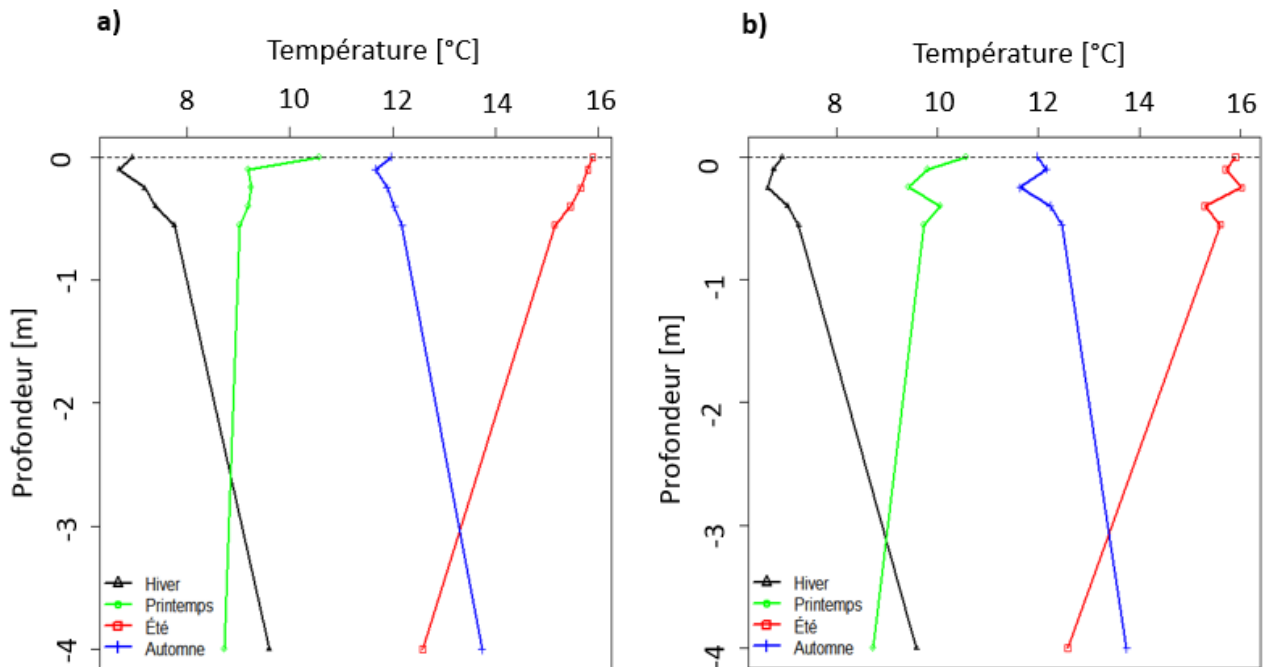 a)
Température [°C]
8 10 12 14 16
0
-1
-2
-3
-4
Profondeur [m]
Hiver
Printemps
Été
Automne
b)
Température [°C]
8 10 12 14 16
0
-1
-2
-3
-4
Profondeur [m]
Hiver
Printemps
Été
Automne